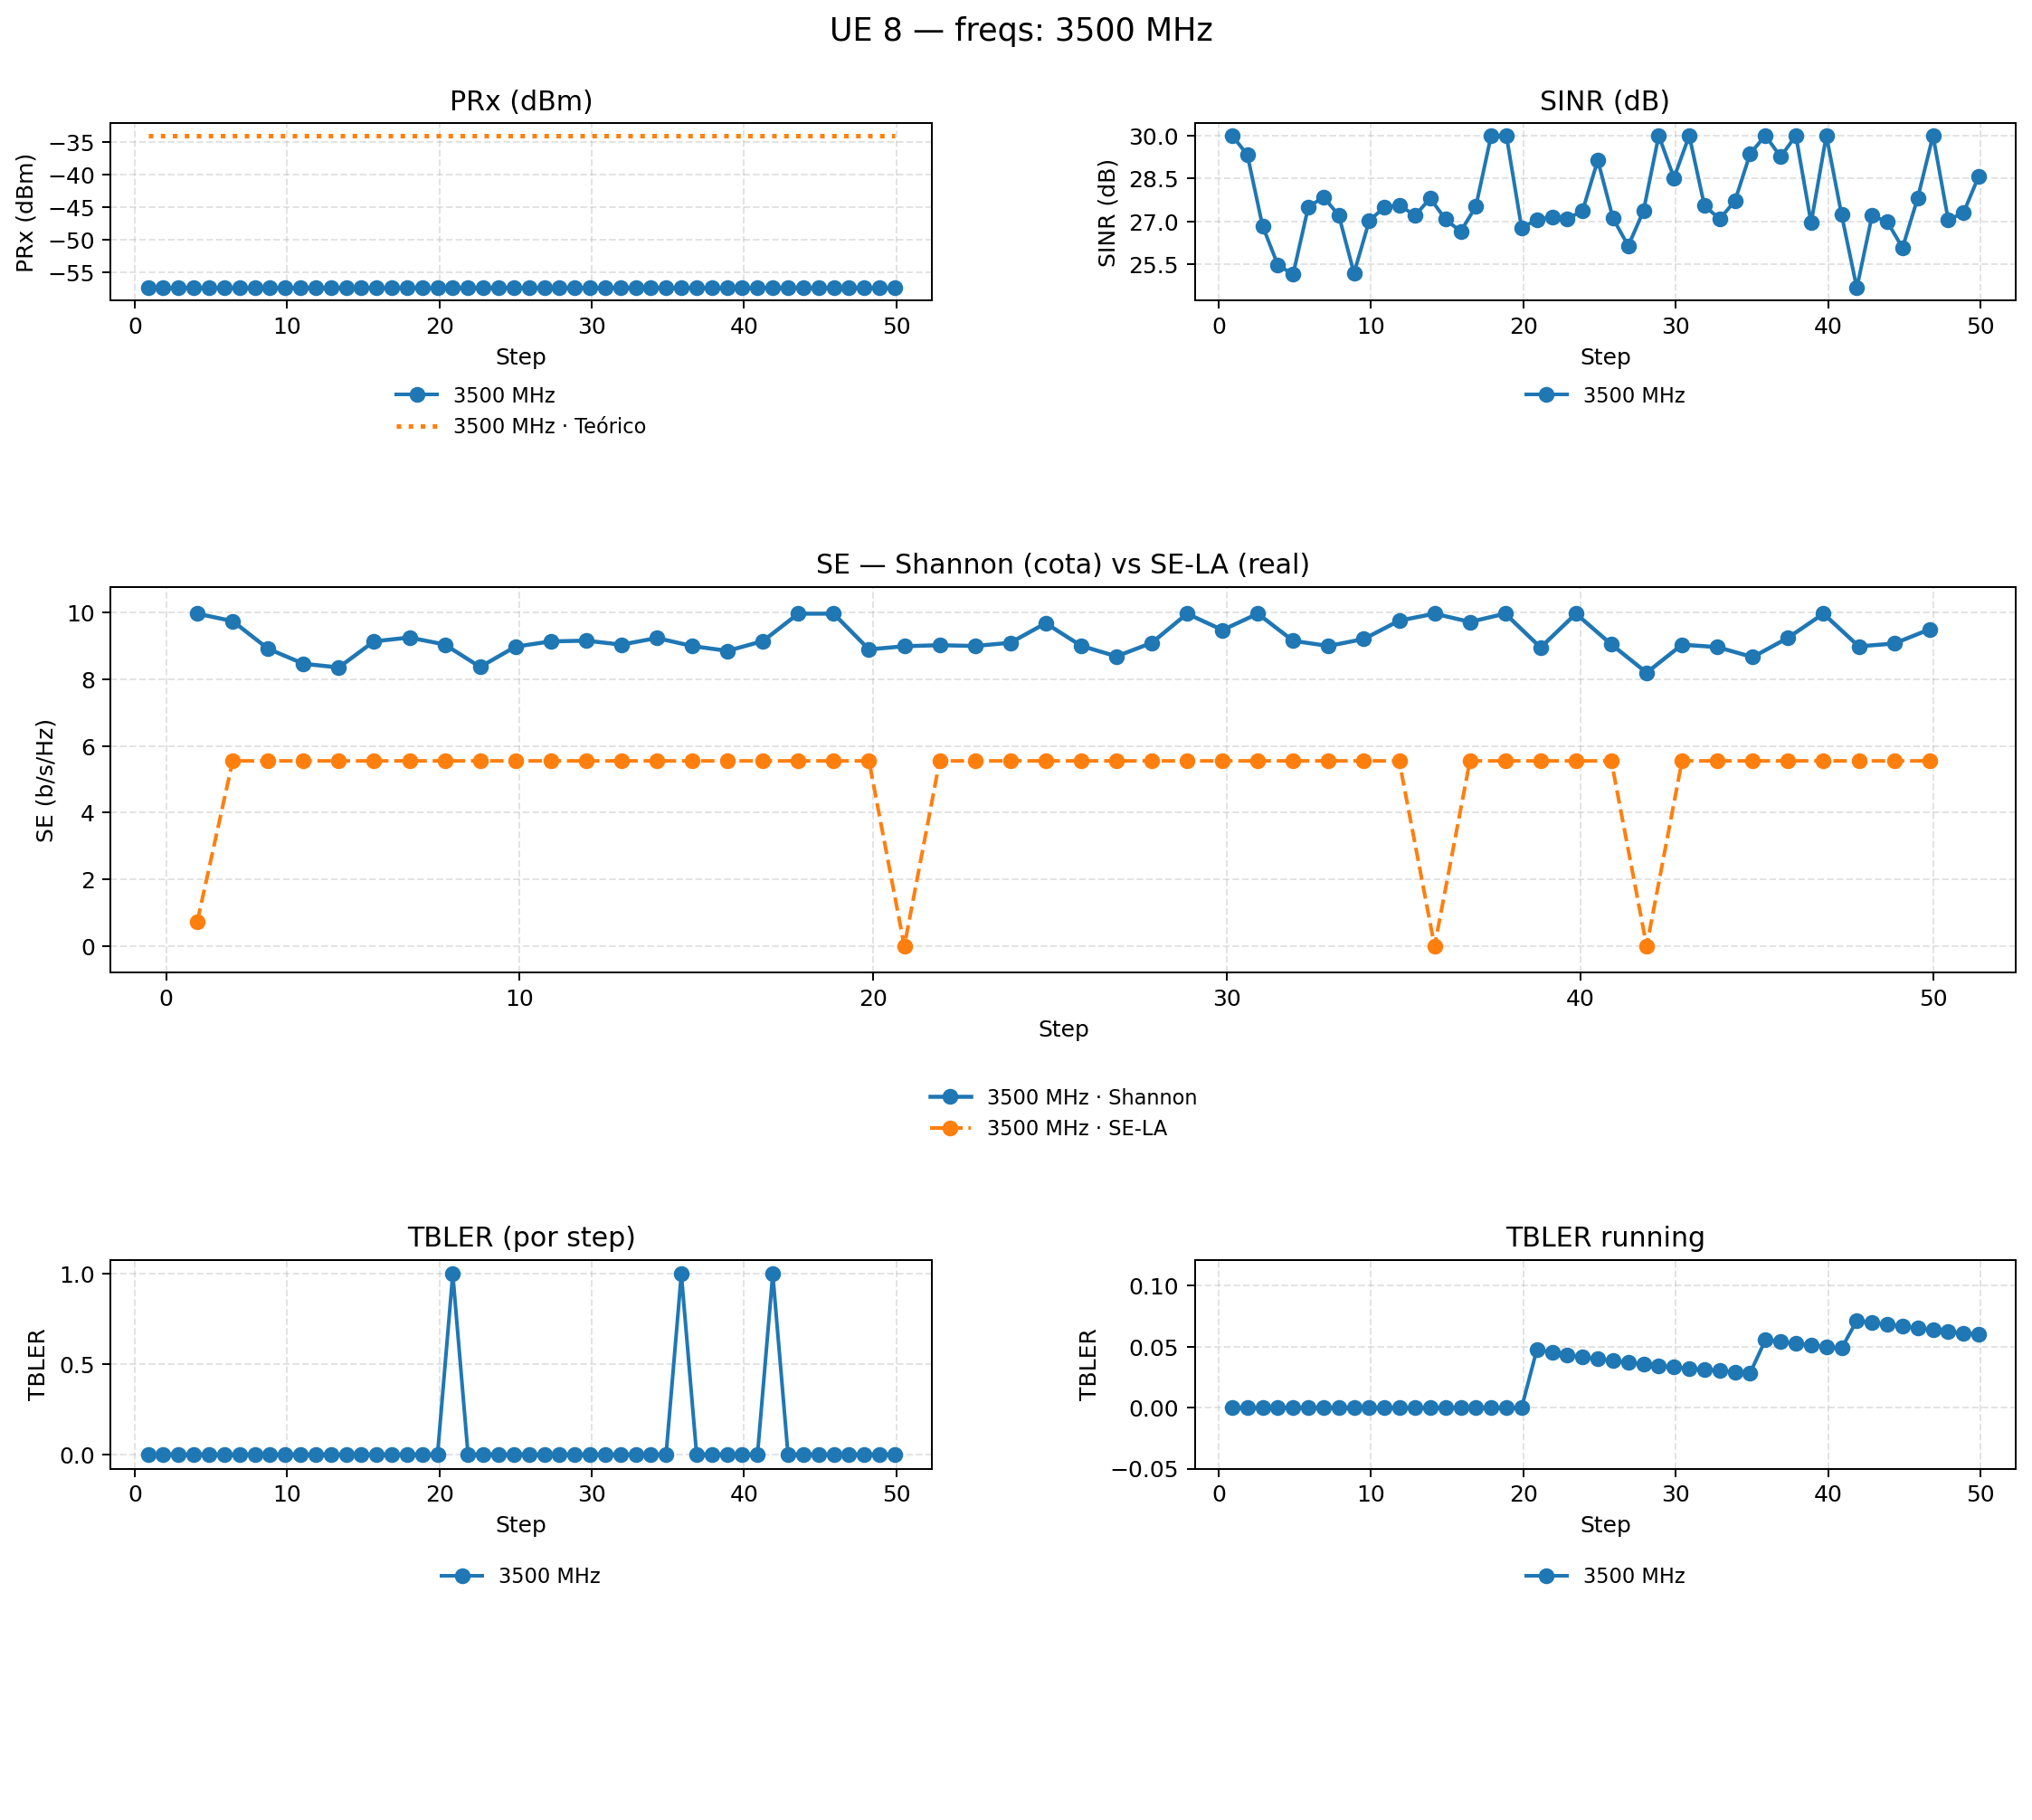 UE 8 — freqs: 3500 MHz
PRx (dBm)
PRx (dBm)
−35
−40
−45
−50
−55
0 10 20 30 40 50
Step
3500 MHz
3500 MHz · Teórico
SINR (dB)
SINR (dB)
30.0
28.5
27.0
25.5
0 10 20 30 40 50
Step
3500 MHz
SE — Shannon (cota) vs SE-LA (real)
SE (b/s/Hz)
10
8
6
4
2
0
0 10 20 30 40 50
Step
3500 MHz · Shannon
3500 MHz · SE-LA
TBLER (por step)
TBLER
1.0
0.5
0.0
0 10 20 30 40 50
Step
3500 MHz
TBLER running
TBLER
0.10
0.05
0.00
−0.05
0 10 20 30 40 50
Step
3500 MHz